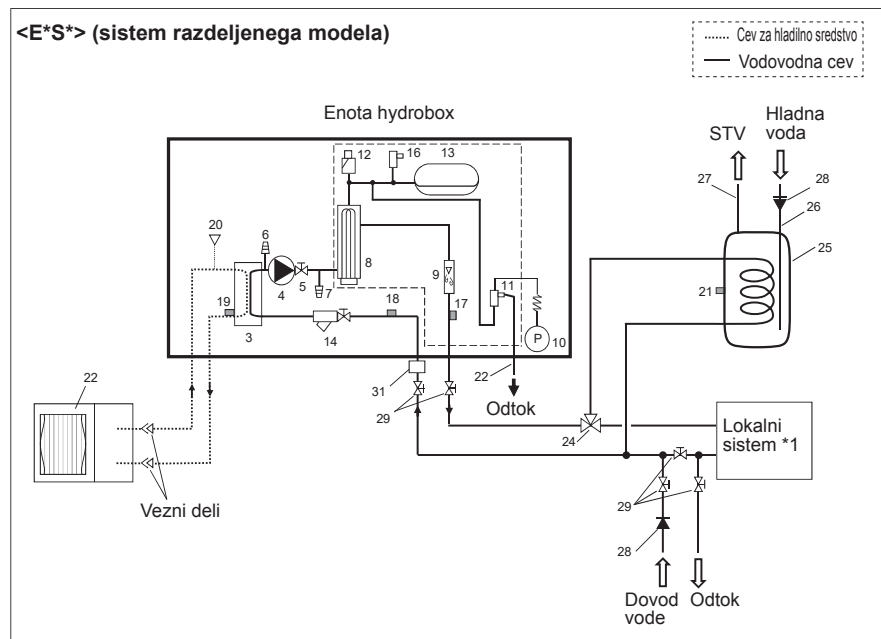 <E*S*> (sistem razdeljenega modela)
Cev za hladilno sredstvo
Vodovodna cev
Enota hydrobox
STV
Hladna
voda
12
16
13
27
28
26
25
20
6
8
9
11
21
4
5
7
17
19
18
3
14
P
10
22
31
22
29
Odtok
24
Lokalni
sistem *1
Vezni deli
29
28
Dovod
vode
Odtok